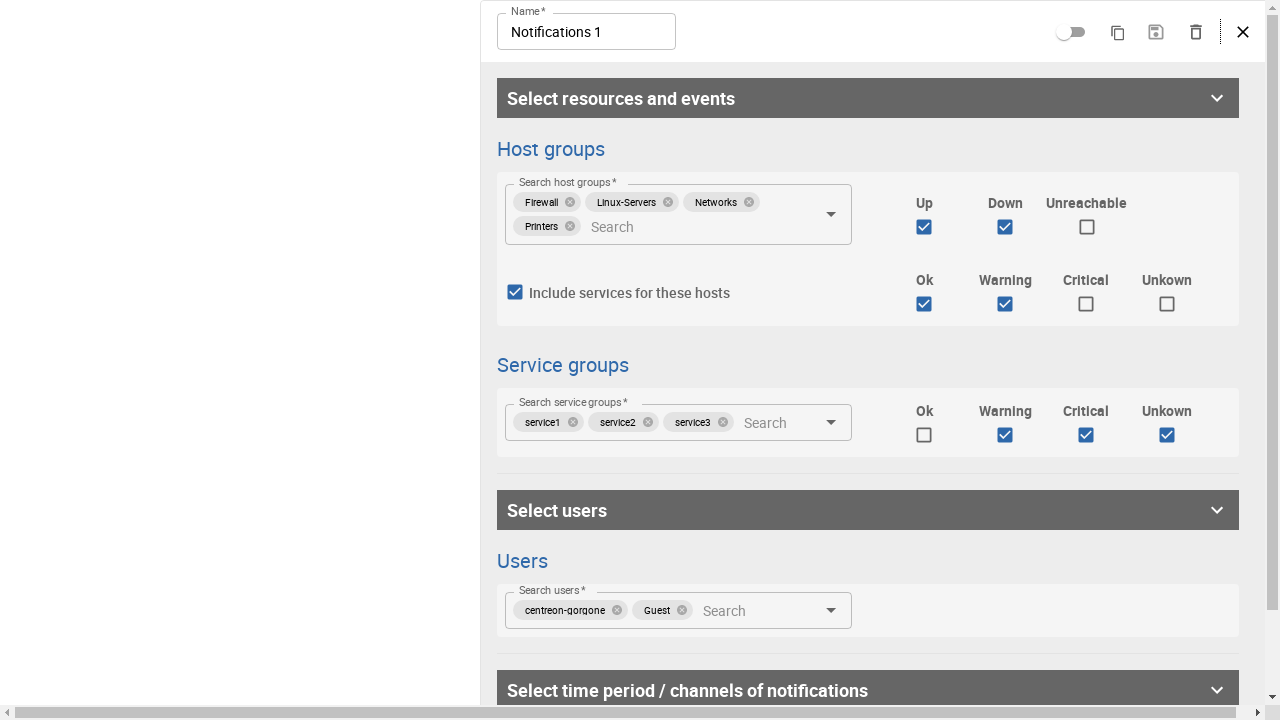 Name *
Notifications 1
Select resources and events
Host groups
Search host groups *
Firewall Linux-Servers Networks
Printers Search
Up Down Unreachable
Include services for these hosts
Ok Warning Critical Unkown
Service groups
Search service groups *
service1 service2 service3 Search
Ok Warning Critical Unkown
Select users
Users
Search users *
centreon-gorgone Guest Search
Select time period / channels of notifications